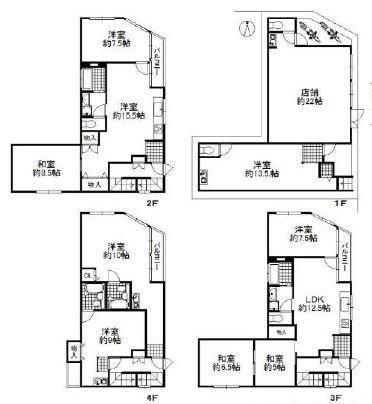 洋室
約7.5帖
バルコニー
洋室
約15.5帖
物入
和室
約8.5帖
物入
2F
店舗
約22帖
洋室
約13.5帖
1F
洋室
約10帖
バルコニー
CL
洋室
約9帖
物入
4F
洋室
約7.5帖
バルコニー
LDK
約12.5帖
物入
和室
約6.5帖
和室
約5帖
3F